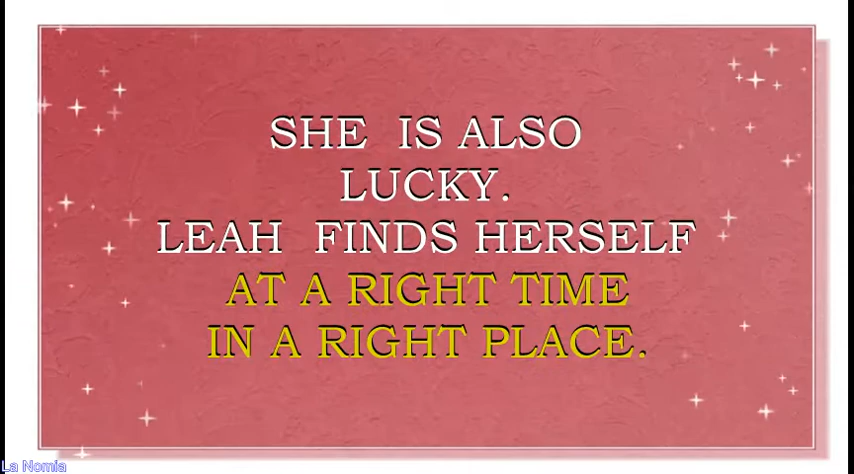 SHE IS ALSO
LUCKY.
LEAH FINDS HERSELF
AT A RIGHT TIME
IN A RIGHT PLACE.
La Nomia